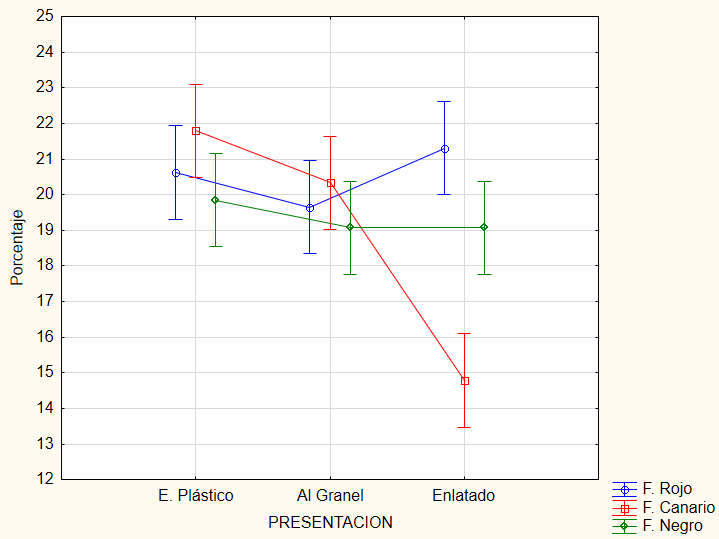 25
24
23
22
21
20
19
18
17
16
15
14
13
12
Porcentaje
E. Plástico Al Granel Enlatado
PRESENTACION
F. Rojo
F. Canario
F. Negro